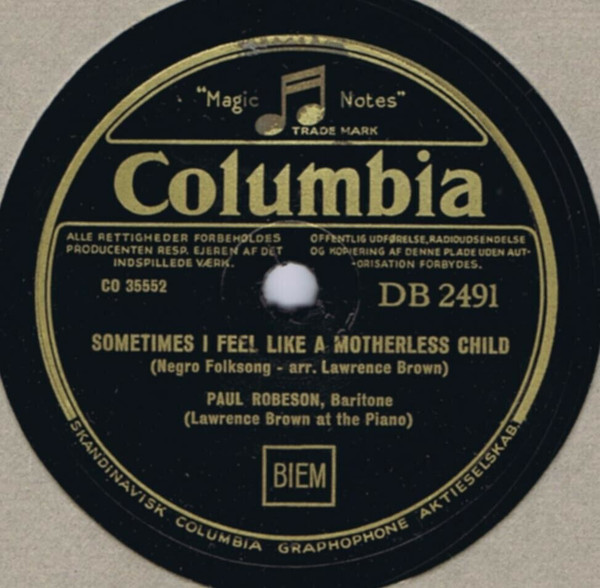 "Magic Notes"
TRADE MARK
Columbia
ALLE RETTIGHEDER FORBEHOLDES
PRODUCENTEN RESP. EJEREN AF DET
INDSPILLEDE VÆRK.
OFFENTLIG UDFØRELSE, RADIOUDSENDELSE
OG KOPIERING AF DENNE PLADE UDEN AUT-
ORISATION FORBYDES.
CO 35552
DB 2491
SOMETIMES I FEEL LIKE A MOTHERLESS CHILD
(Negro Folksong - arr. Lawrence Brown)
PAUL ROBESON, Baritone
(Lawrence Brown at the Piano)
BIEM
SKANDINAVISK COLUMBIA GRAPHOPHONE AKTIESELSKAB.